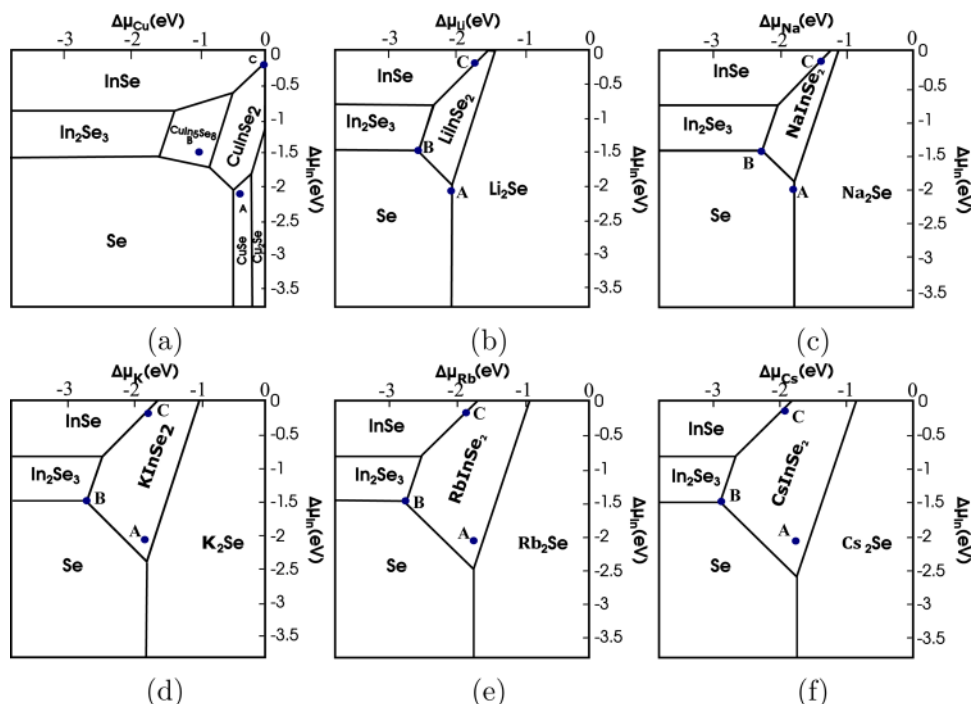 Δμ_Cu(eV)
-3 -2 -1 0
C 0
InSe
-0.5
In₂Se₃
CuIn₅Se₈
B
CuInSe2
-1
-1.5
A
-2
Se
CuSe
Cu₂Se
-2.5
-3
-3.5
Δμ_In(eV)
(a)
Δμ_Li(eV)
-3 -2 -1 0
C 0
InSe
-0.5
In₂Se₃
LiInSe₂
-1
B
-1.5
A
Li₂Se
-2
Se
-2.5
-3
-3.5
Δμ_In(eV)
(b)
Δμ_Na(eV)
-3 -2 -1 0
C 0
InSe
-0.5
In₂Se₃
NaInSe₂
-1
B
-1.5
A
Na₂Se
-2
Se
-2.5
-3
-3.5
Δμ_In(eV)
(c)
Δμ_K(eV)
-3 -2 -1 0
C 0
InSe
-0.5
In₂Se₃
KInSe2
-1
B
-1.5
A
K₂Se
-2
Se
-2.5
-3
-3.5
Δμ_In(eV)
(d)
Δμ_Rb(eV)
-3 -2 -1 0
C 0
InSe
-0.5
In₂Se₃
RbInSe₂
-1
B
-1.5
A
Rb₂Se
-2
Se
-2.5
-3
-3.5
Δμ_In(eV)
(e)
Δμ_Cs(eV)
-3 -2 -1 0
C 0
InSe
-0.5
In₂Se₃
CsInSe₂
-1
B
-1.5
A
Cs₂Se
-2
Se
-2.5
-3
-3.5
Δμ_In(eV)
(f)